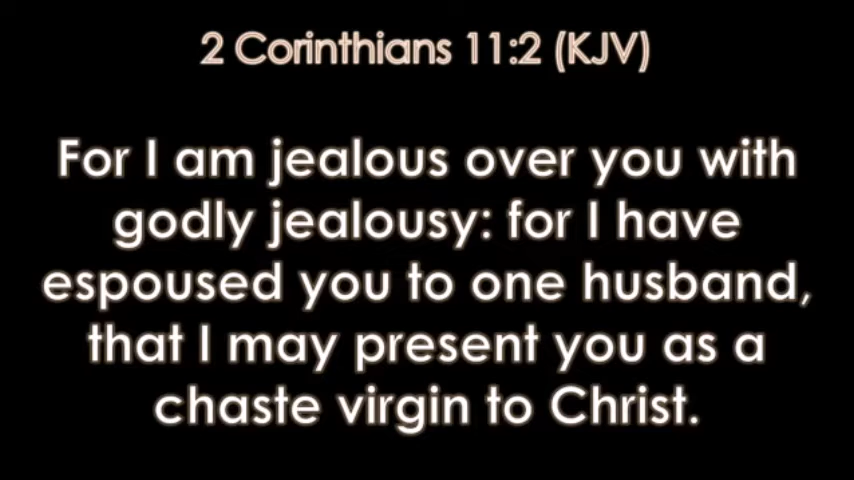 2 Corinthians 11:2 (KJV)
For I am jealous over you with
godly jealousy: for I have
espoused you to one husband,
that I may present you as a
chaste virgin to Christ.